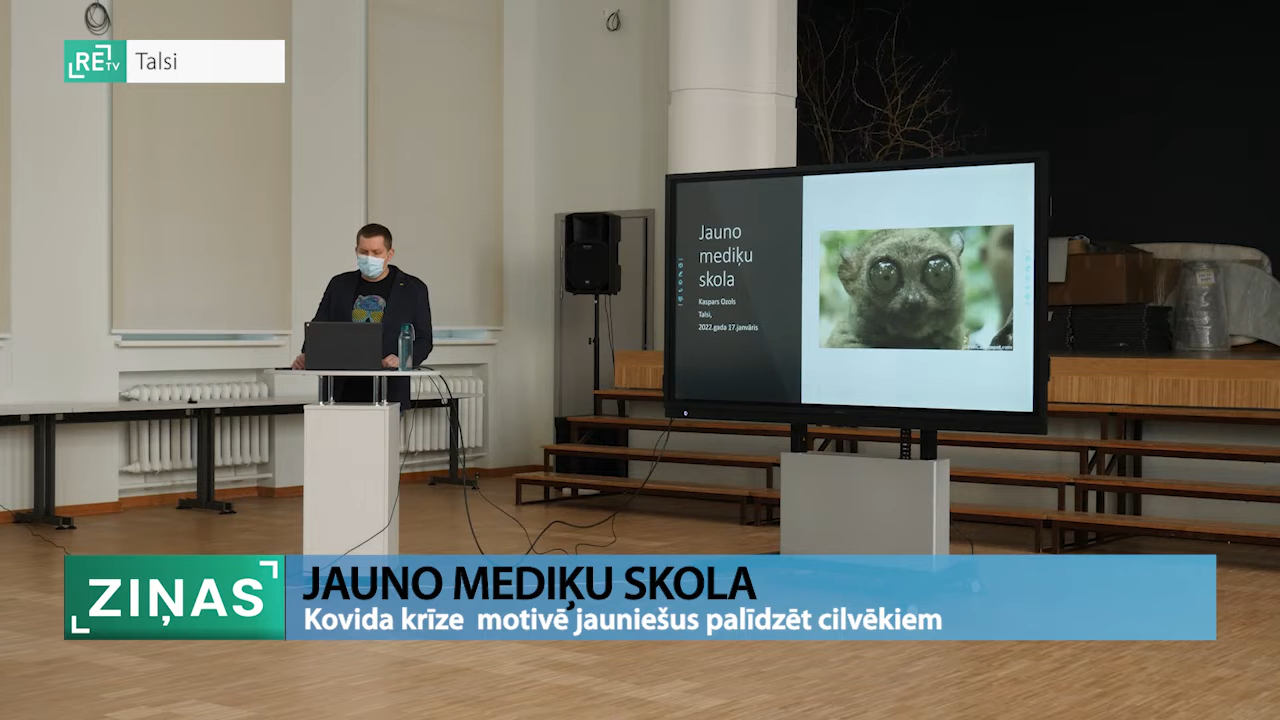 RE TV
Talsi
Jauno
mediķu
skola
Kaspars Ozols
Talsi,
2022.gada 17.janvāris
ZIŅAS
JAUNO MEDIĶU SKOLA
Kovida krīze motivē jauniešus palīdzēt cilvēkiem